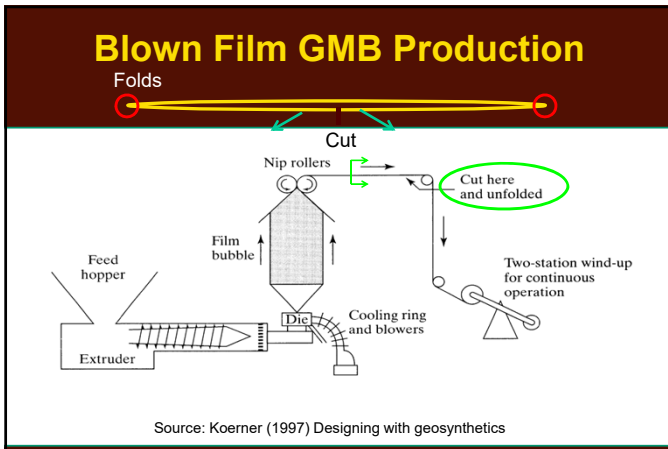 Blown Film GMB Production
Folds
Cut
Nip rollers
Cut here
and unfolded
Film
bubble
Feed
hopper
Two-station wind-up
for continuous
operation
Die
Cooling ring
and blowers
Extruder
Source: Koerner (1997) Designing with geosynthetics